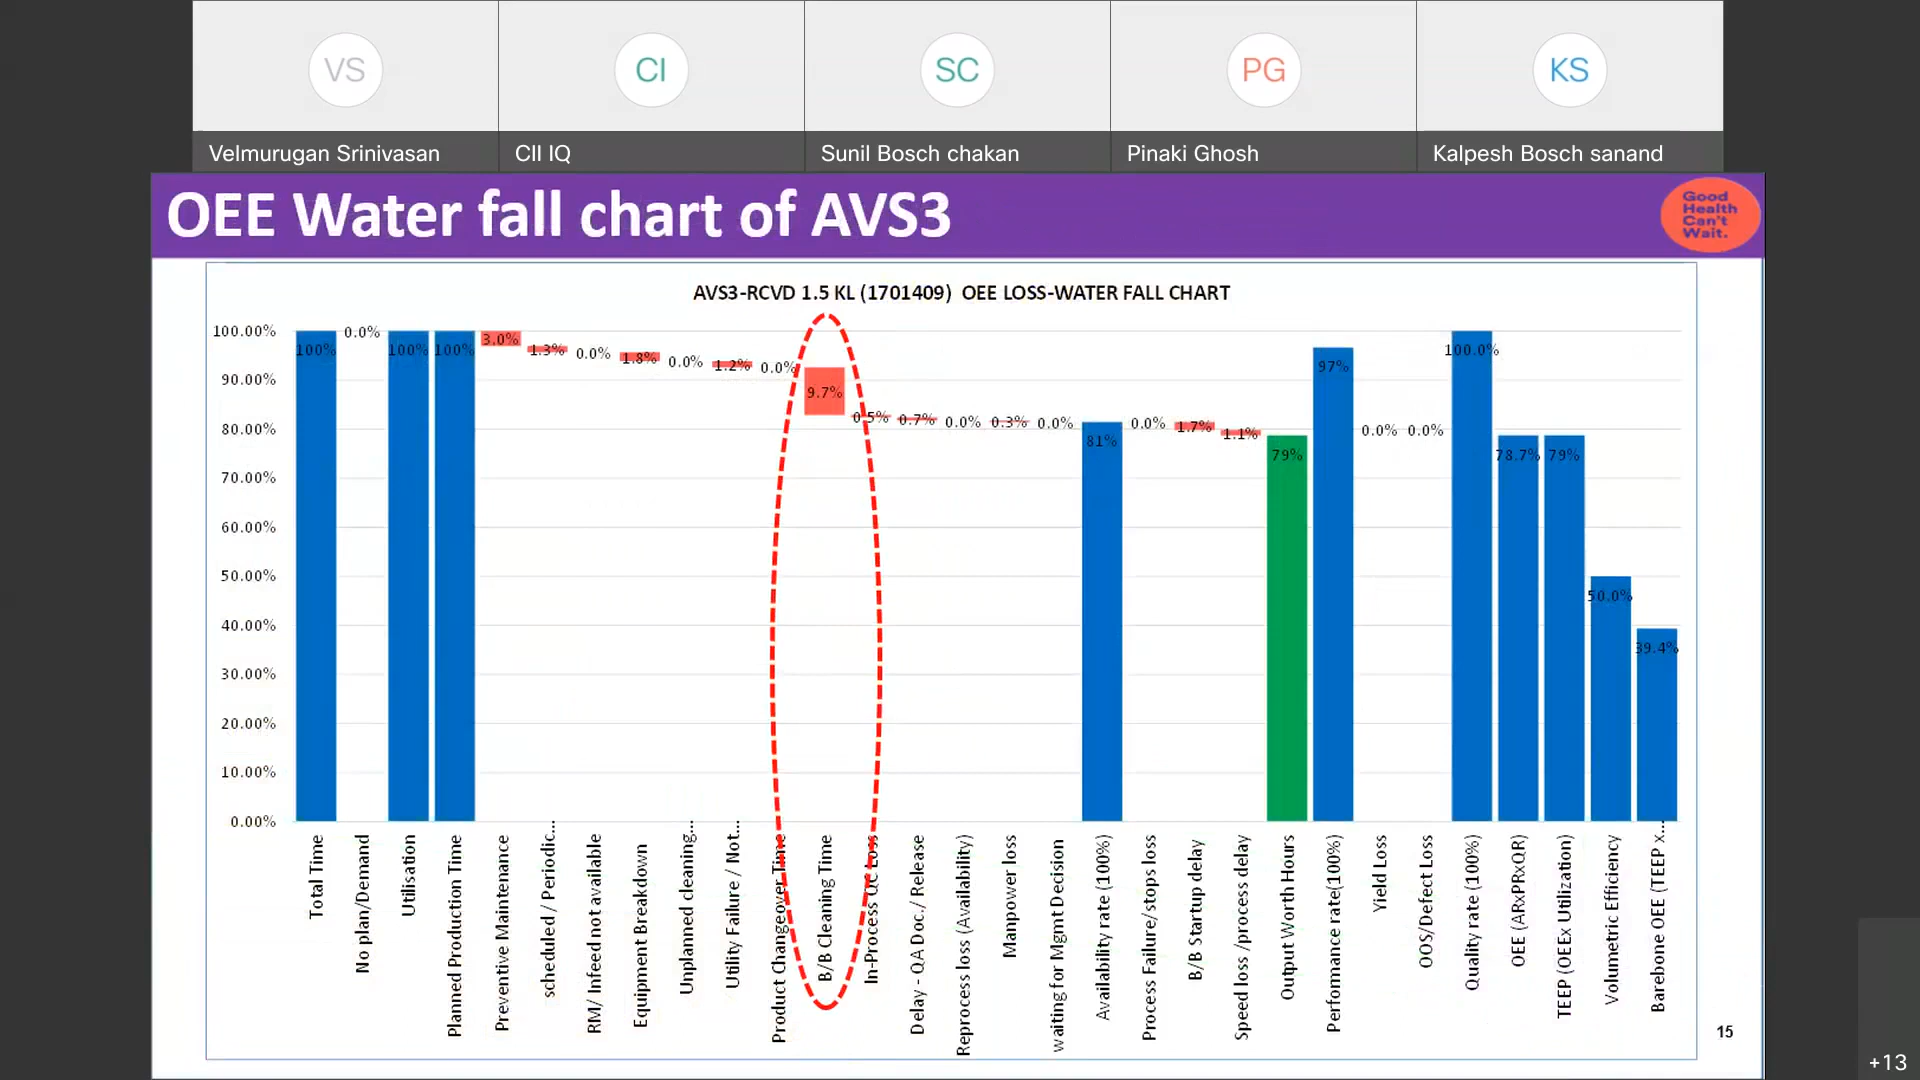 VS
CI
SC
PG
KS
Velmurugan Srinivasan
CII IQ
Sunil Bosch chakan
Pinaki Ghosh
Kalpesh Bosch sanand
OEE Water fall chart of AVS3
Good
Health
Can't
Wait.
AVS3-RCVD 1.5 KL (1701409) OEE LOSS-WATER FALL CHART
100.00%
90.00%
80.00%
70.00%
60.00%
50.00%
40.00%
30.00%
20.00%
10.00%
0.00%
100%
0.0%
100%
100%
3.0%
1.3%
0.0%
1.8%
0.0%
1.2%
0.0%
9.7%
0.5%
0.7%
0.0%
0.3%
0.0%
81%
0.0%
1.7%
1.1%
79%
97%
0.0%
0.0%
100.0%
78.7%
79%
50.0%
39.4%
Total Time
No plan/Demand
Utilisation
Planned Production Time
Preventive Maintenance
scheduled / Periodic...
RM/ Infeed not available
Equipment Breakdown
Unplanned cleaning...
Utility Failure / Not...
Product Changeover Time
B/B Cleaning Time
In-Process QC Loss
Delay - QA Doc./ Release
Reprocess loss (Availability)
Manpower loss
waiting for Mgmt Decision
Availability rate (100%)
Process Failure/stops loss
B/B Startup delay
Speed loss /process delay
Output Worth Hours
Performance rate(100%)
Yield Loss
OOS/Defect Loss
Quality rate (100%)
OEE (ARxPRxQR)
TEEP (OEEx Utilization)
Volumetric Efficiency
Barebone OEE (TEEP x...
15
+13